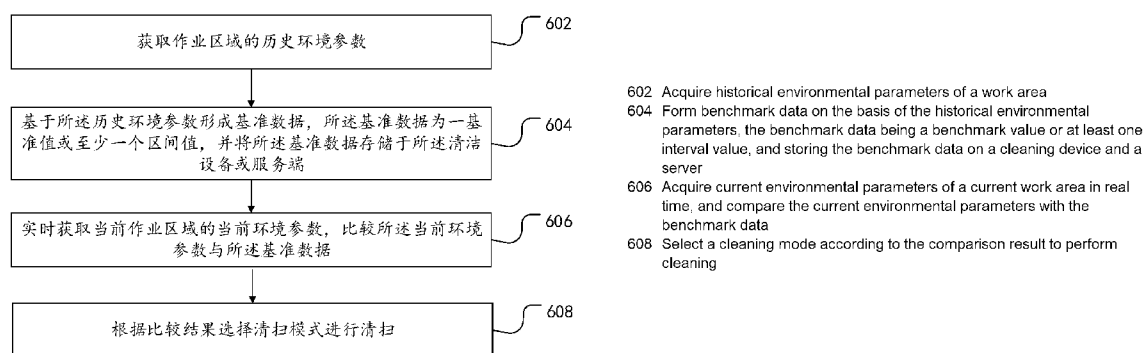 获取作业区域的历史环境参数
602
基于所述历史环境参数形成基准数据，所述基准数据为一基
准值或至少一个区间值，并将所述基准数据存储于所述清洁
设备或服务端
604
实时获取当前作业区域的当前环境参数，比较所述当前环境
参数与所述基准数据
606
根据比较结果选择清扫模式进行清扫
608
602 Acquire historical environmental parameters of a work area
604 Form benchmark data on the basis of the historical environmental
parameters, the benchmark data being a benchmark value or at least one
interval value, and storing the benchmark data on a cleaning device and a
server
606 Acquire current environmental parameters of a current work area in real
time, and compare the current environmental parameters with the
benchmark data
608 Select a cleaning mode according to the comparison result to perform
cleaning